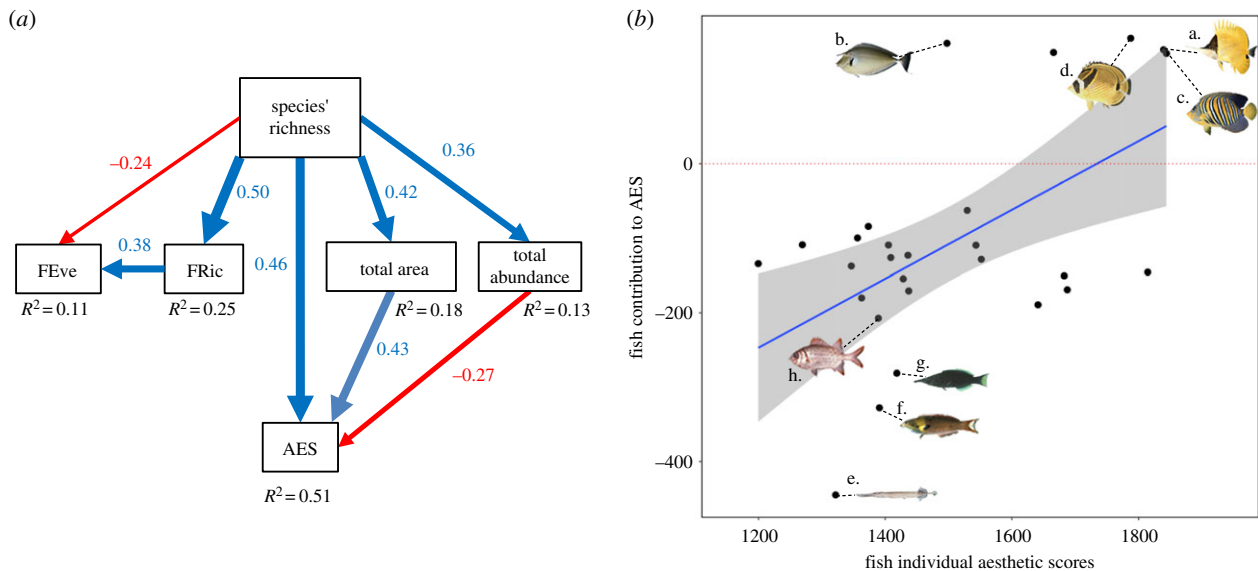 (a)
species'
richness
–0.24
0.50
0.42
0.36
0.38
0.46
FEve
FRic
total area
total
abundance
R² = 0.11
R² = 0.25
R² = 0.18
R² = 0.13
0.43
–0.27
AES
R² = 0.51
(b)
b.
a.
d.
c.
0
–200
–400
h.
g.
f.
e.
fish contribution to AES
1200
1400
1600
1800
fish individual aesthetic scores